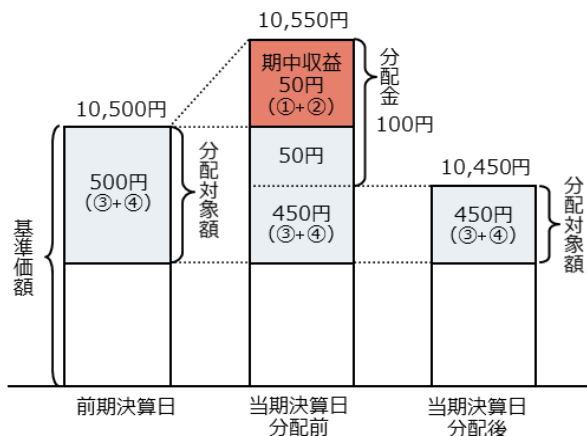 10,550円
期中収益
50円
(①+②)
分配金
100円
10,500円
500円
(③+④)
分配対象額
50円
450円
(③+④)
10,450円
450円
(③+④)
分配対象額
基準価額
前期決算日
当期決算日
分配前
当期決算日
分配後